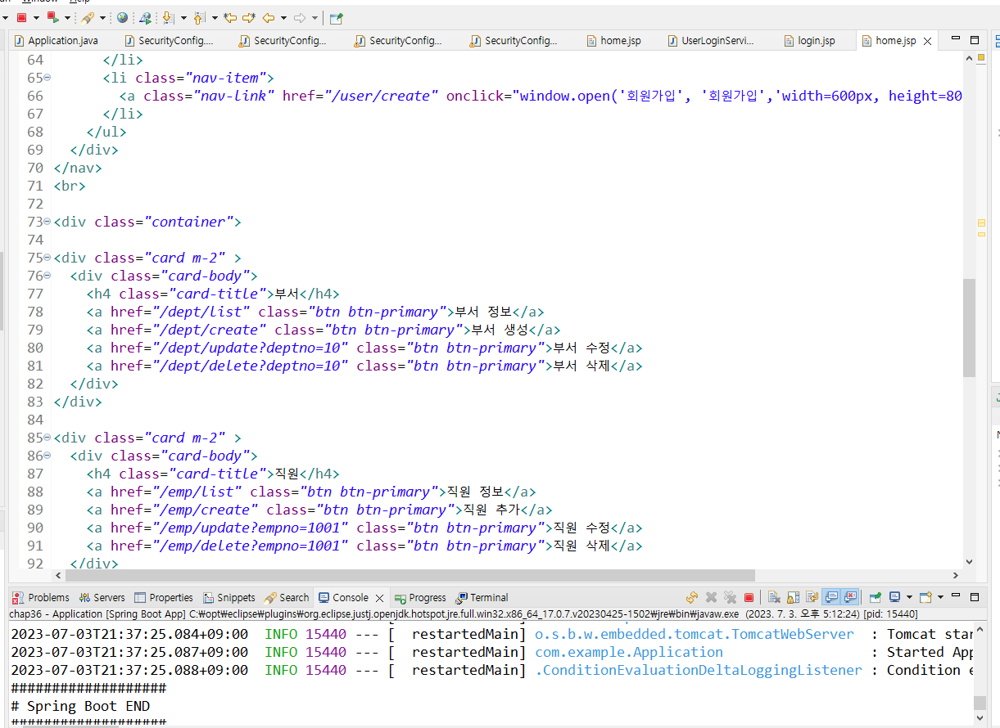 Window Help
Application.java SecurityConfig.... SecurityConfig... SecurityConfig... SecurityConfig... home.jsp UserLoginServi... login.jsp home.jsp
64 </li>
65 <li class="nav-item">
66 <a class="nav-link" href="/user/create" onclick="window.open('회원가입', '회원가입','width=600px, height=80
67 </li>
68 </ul>
69 </div>
70 </nav>
71 <br>
72
73 <div class="container">
74
75 <div class="card m-2" >
76 <div class="card-body">
77 <h4 class="card-title">부서</h4>
78 <a href="/dept/list" class="btn btn-primary">부서 정보</a>
79 <a href="/dept/create" class="btn btn-primary">부서 생성</a>
80 <a href="/dept/update?deptno=10" class="btn btn-primary">부서 수정</a>
81 <a href="/dept/delete?deptno=10" class="btn btn-primary">부서 삭제</a>
82 </div>
83 </div>
84
85 <div class="card m-2" >
86 <div class="card-body">
87 <h4 class="card-title">직원</h4>
88 <a href="/emp/list" class="btn btn-primary">직원 정보</a>
89 <a href="/emp/create" class="btn btn-primary">직원 추가</a>
90 <a href="/emp/update?empno=1001" class="btn btn-primary">직원 수정</a>
91 <a href="/emp/delete?empno=1001" class="btn btn-primary">직원 삭제</a>
92 </div>
Problems Servers Properties Snippets Search Console Progress Terminal
chap36 - Application [Spring Boot App] C:₩opt₩eclipse₩plugins₩org.eclipse.justj.openjdk.hotspot.jre.full.win32.x86_64_17.0.7.v20230425-1502₩jre₩bin₩javaw.exe (2023. 7. 3. 오후 5:12:24) [pid: 15440]
2023-07-03T21:37:25.084+09:00 INFO 15440 --- [ restartedMain] o.s.b.w.embedded.tomcat.TomcatWebServer : Tomcat star
2023-07-03T21:37:25.087+09:00 INFO 15440 --- [ restartedMain] com.example.Application : Started App
2023-07-03T21:37:25.088+09:00 INFO 15440 --- [ restartedMain] .ConditionEvaluationDeltaLoggingListener : Condition e
###################
# Spring Boot END
###################